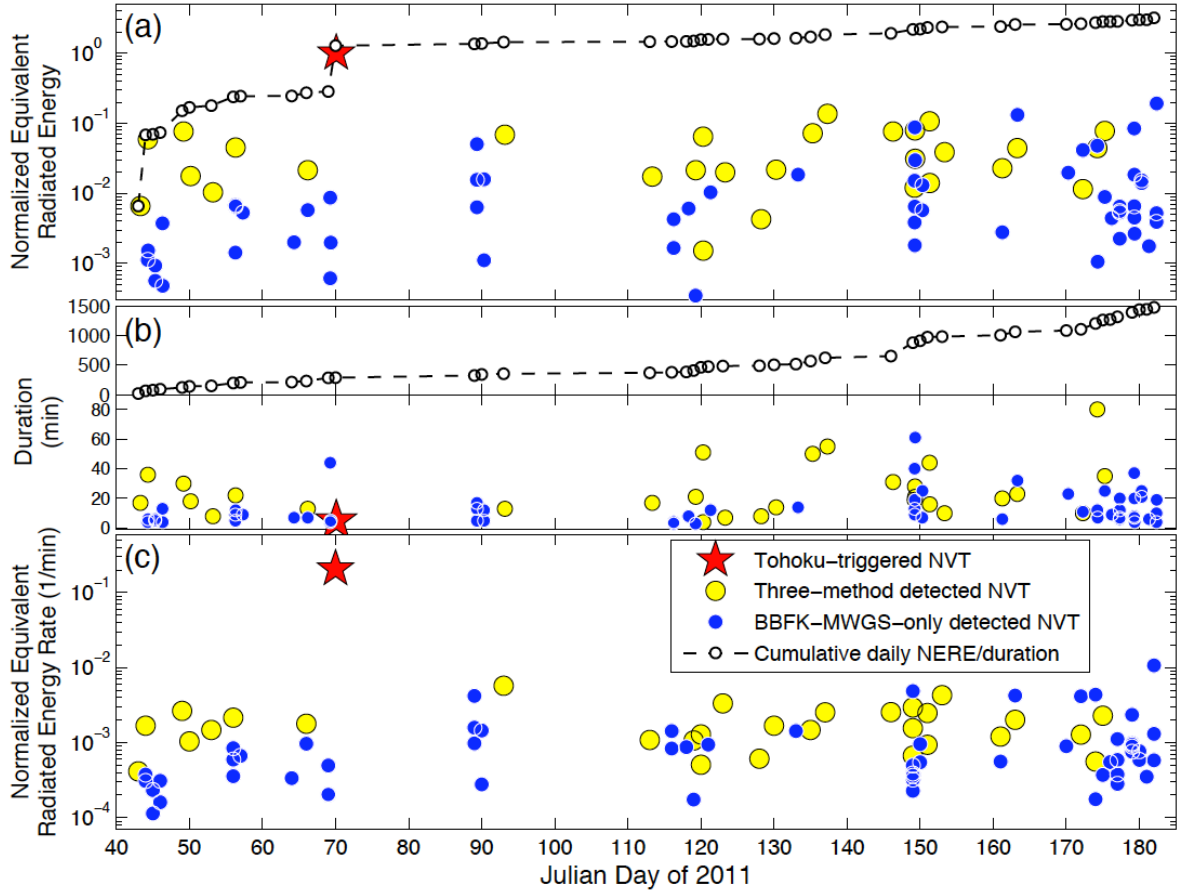 (a)
Normalized Equivalent
Radiated Energy
10⁰
10⁻¹
10⁻²
10⁻³
(b)
Duration
(min)
1500
1000
500
0
80
60
40
20
0
(c)
Normalized Equivalent
Radiated Energy Rate (1/min)
10⁻¹
10⁻²
10⁻³
10⁻⁴
Tohoku-triggered NVT
Three-method detected NVT
BBFK-MWGS-only detected NVT
Cumulative daily NERE/duration
40 50 60 70 80 90 100 110 120 130 140 150 160 170 180
Julian Day of 2011